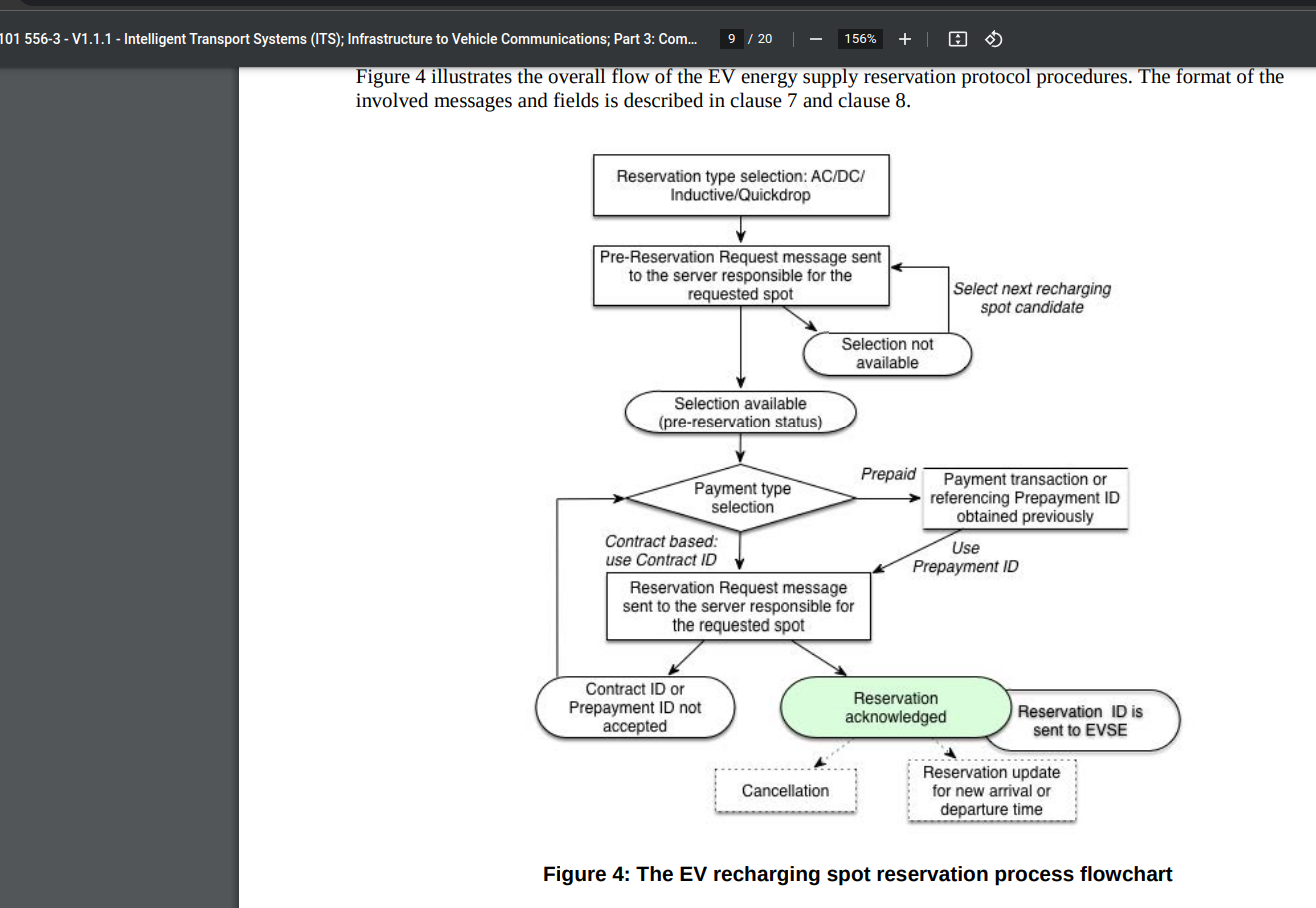 101 556-3 - V1.1.1 - Intelligent Transport Systems (ITS); Infrastructure to Vehicle Communications; Part 3: Com...
9 / 20
156%
Figure 4 illustrates the overall flow of the EV energy supply reservation protocol procedures. The format of the
involved messages and fields is described in clause 7 and clause 8.
Reservation type selection: AC/DC/
Inductive/Quickdrop
Pre-Reservation Request message sent
to the server responsible for the
requested spot
Select next recharging
spot candidate
Selection not
available
Selection available
(pre-reservation status)
Payment type
selection
Prepaid
Payment transaction or
referencing Prepayment ID
obtained previously
Contract based:
use Contract ID
Use
Prepayment ID
Reservation Request message
sent to the server responsible for
the requested spot
Contract ID or
Prepayment ID not
accepted
Reservation
acknowledged
Reservation ID is
sent to EVSE
Cancellation
Reservation update
for new arrival or
departure time
Figure 4: The EV recharging spot reservation process flowchart